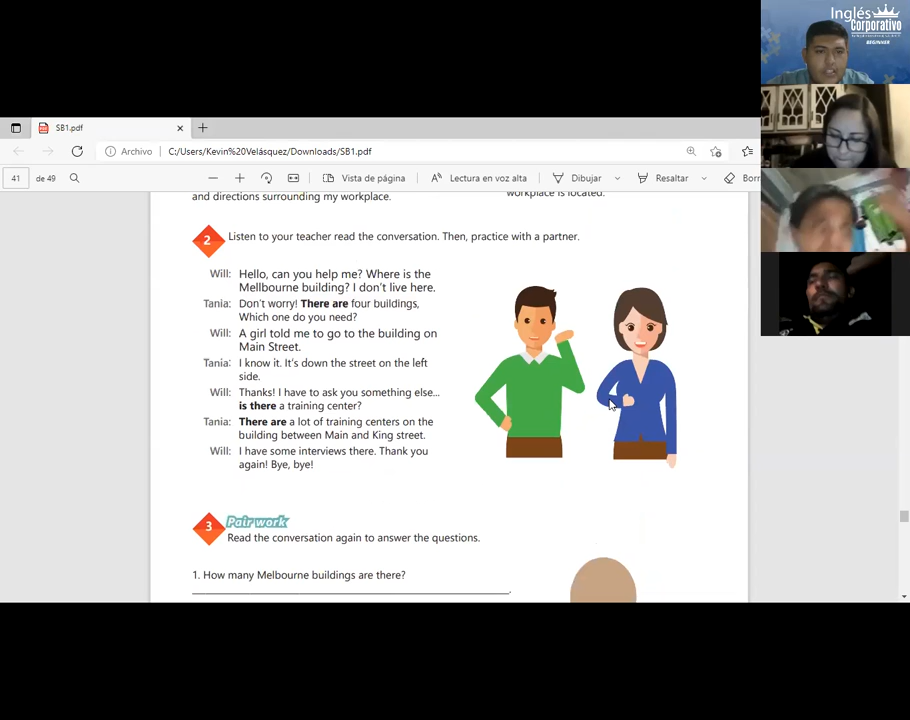 Inglés
Corporativo
BEGINNER
SB1.pdf
Archivo
C:/Users/Kevin%20Velásquez/Downloads/SB1.pdf
41
de 49
Vista de página
Lectura en voz alta
Dibujar
Resaltar
Borr
and directions surrounding my workplace.
workplace is located.
2
Listen to your teacher read the conversation. Then, practice with a partner.
Will: Hello, can you help me? Where is the
Mellbourne building? I don't live here.
Tania: Don't worry! There are four buildings,
Which one do you need?
Will: A girl told me to go to the building on
Main Street.
Tania: I know it. It's down the street on the left
side.
Will: Thanks! I have to ask you something else...
is there a training center?
Tania: There are a lot of training centers on the
building between Main and King street.
Will: I have some interviews there. Thank you
again! Bye, bye!
3
Pair work
Read the conversation again to answer the questions.
1. How many Melbourne buildings are there?